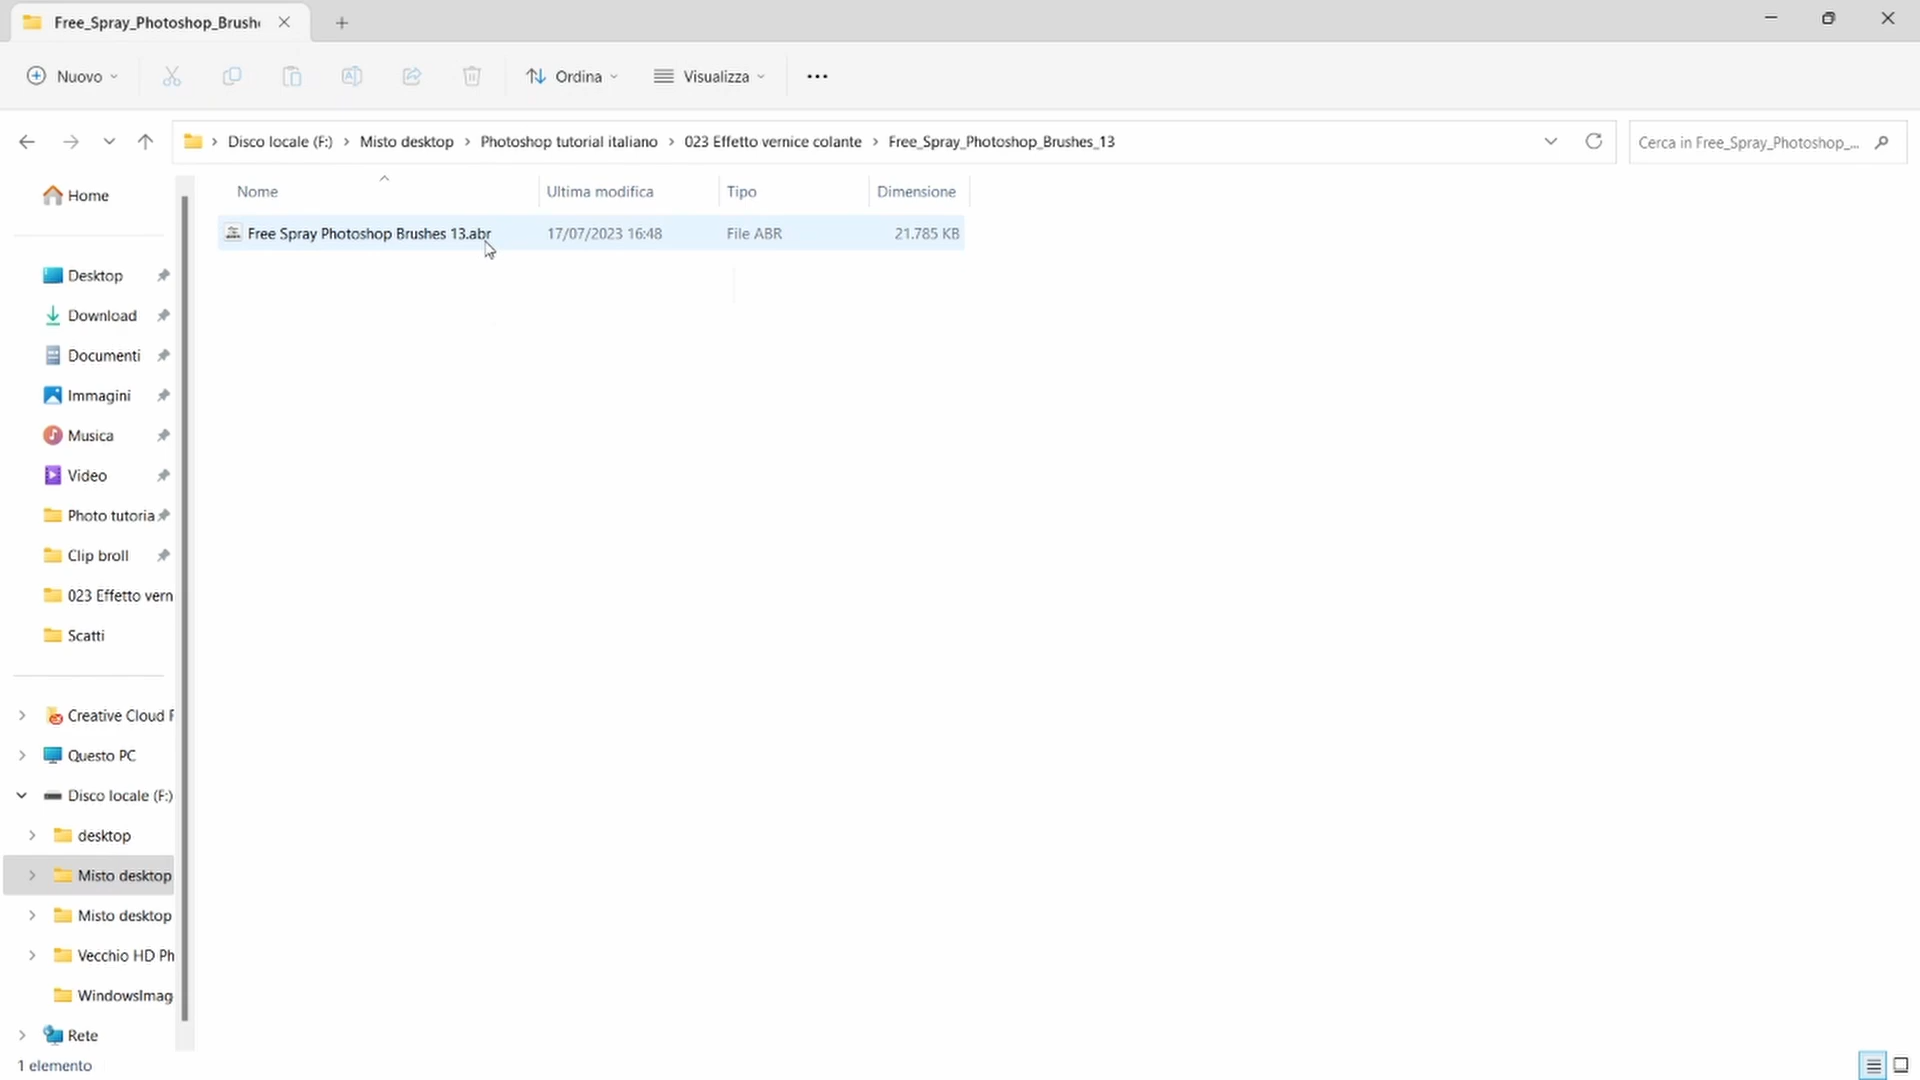 Free_Spray_Photoshop_Brush
Nuovo
Ordina
Visualizza
Disco locale (F:) > Misto desktop > Photoshop tutorial italiano > 023 Effetto vernice colante > Free_Spray_Photoshop_Brushes_13
Cerca in Free_Spray_Photoshop_...
Nome Ultima modifica Tipo Dimensione
Free Spray Photoshop Brushes 13.abr 17/07/2023 16:48 File ABR 21.785 KB
Home
Desktop
Download
Documenti
Immagini
Musica
Video
Photo tutoria
Clip broll
023 Effetto vern
Scatti
Creative Cloud F
Questo PC
Disco locale (F:)
desktop
Misto desktop
Misto desktop
Vecchio HD Ph
WindowsImag
Rete
1 elemento